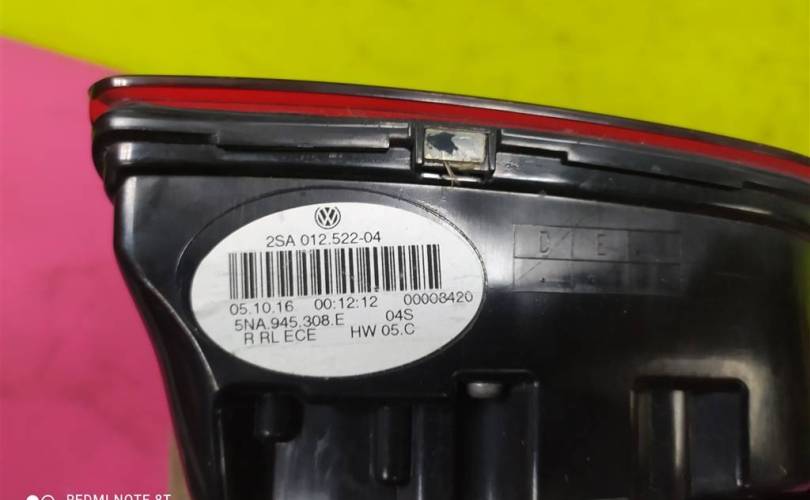 2SA 012.522-04
05.10.16 00:12:12 00008420
5NA.945.308.E 04S
R RL ECE HW 05.C
D E
REDMI NOTE 8T